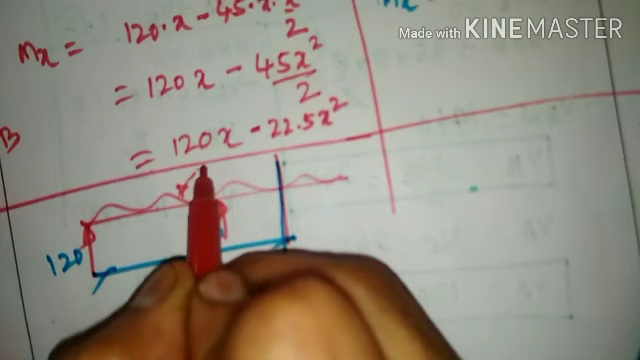 Made with KINEMASTER
Mx = 120·x - 45·x·x/2
= 120x - 45x²/2
= 120x - 22.5x²
B
120